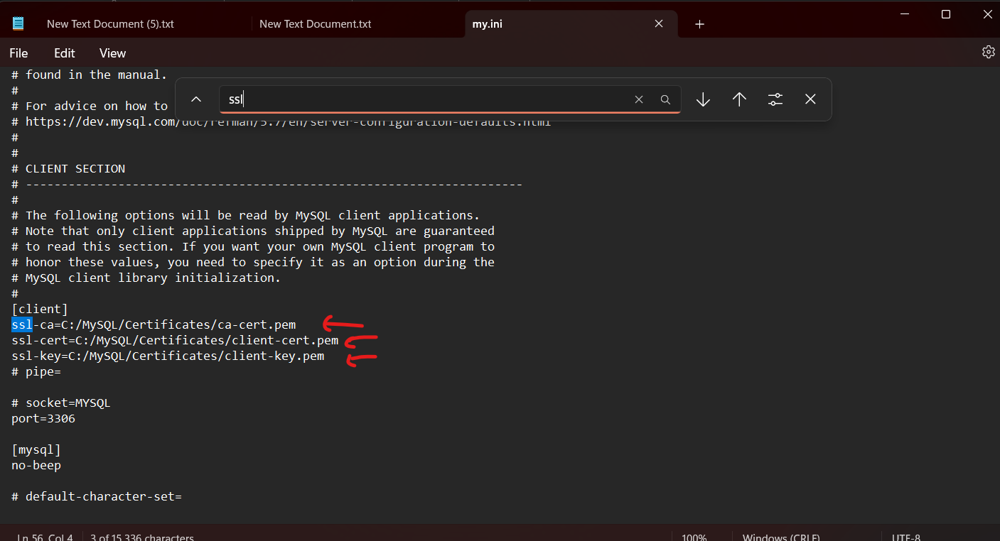 New Text Document (5).txt
New Text Document.txt
my.ini
File
Edit
View
# found in the manual.
ssl
#
# For advice on how to
# https://dev.mysql.com/doc/refman/5.7/en/server-configuration-defaults.html
#
#
# CLIENT SECTION
# ----------------------------------------------------------------------
#
# The following options will be read by MySQL client applications.
# Note that only client applications shipped by MySQL are guaranteed
# to read this section. If you want your own MySQL client program to
# honor these values, you need to specify it as an option during the
# MySQL client library initialization.
#
[client]
ssl-ca=C:/MySQL/Certificates/ca-cert.pem
ssl-cert=C:/MySQL/Certificates/client-cert.pem
ssl-key=C:/MySQL/Certificates/client-key.pem
# pipe=
# socket=MYSQL
port=3306
[mysql]
no-beep
# default-character-set=
Ln 56, Col 4
3 of 15,336 characters
100%
Windows (CRLF)
UTF-8